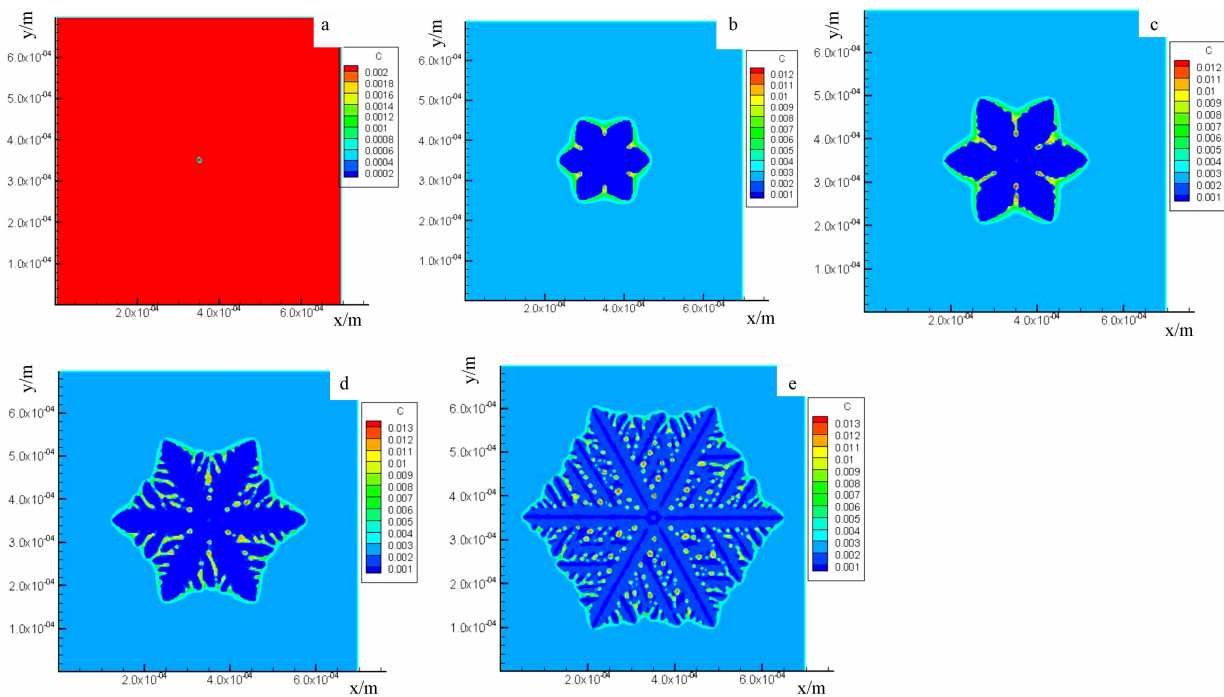 a
y/m
6.0x10-04
5.0x10-04
4.0x10-04
3.0x10-04
2.0x10-04
1.0x10-04
2.0x10-04 4.0x10-04 6.0x10-04
x/m
C
0.002
0.0018
0.0016
0.0014
0.0012
0.001
0.0008
0.0006
0.0004
0.0002
b
y/m
6.0x10-04
5.0x10-04
4.0x10-04
3.0x10-04
2.0x10-04
1.0x10-04
2.0x10-04 4.0x10-04 6.0x10-04
x/m
C
0.012
0.011
0.01
0.009
0.008
0.007
0.006
0.005
0.004
0.003
0.002
0.001
c
y/m
6.0x10-04
5.0x10-04
4.0x10-04
3.0x10-04
2.0x10-04
1.0x10-04
2.0x10-04 4.0x10-04 6.0x10-04
x/m
C
0.012
0.011
0.01
0.009
0.008
0.007
0.006
0.005
0.004
0.003
0.002
0.001
d
y/m
6.0x10-04
5.0x10-04
4.0x10-04
3.0x10-04
2.0x10-04
1.0x10-04
2.0x10-04 4.0x10-04 6.0x10-04
x/m
C
0.013
0.012
0.011
0.01
0.009
0.008
0.007
0.006
0.005
0.004
0.003
0.002
0.001
e
y/m
6.0x10-04
5.0x10-04
4.0x10-04
3.0x10-04
2.0x10-04
1.0x10-04
2.0x10-04 4.0x10-04 6.0x10-04
x/m
C
0.013
0.012
0.011
0.01
0.009
0.008
0.007
0.006
0.005
0.004
0.003
0.002
0.001